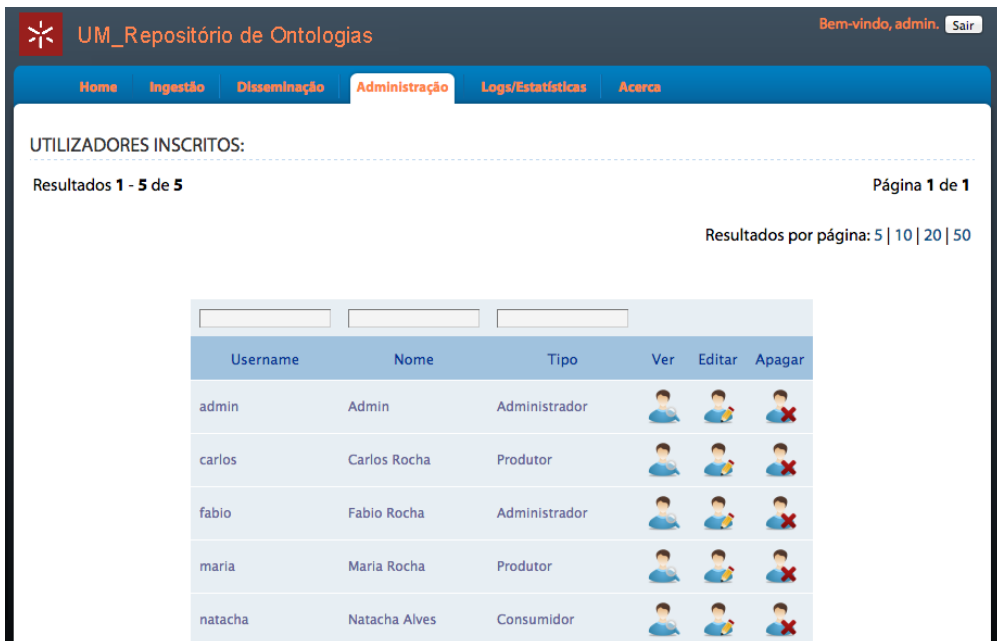 UM_Repositório de Ontologias
Bem-vindo, admin. Sair
Home Ingestão Disseminação Administração Logs/Estatísticas Acerca
UTILIZADORES INSCRITOS:
Resultados 1 - 5 de 5
Página 1 de 1
Resultados por página: 5 | 10 | 20 | 50
Username Nome Tipo Ver Editar Apagar
admin Admin Administrador
carlos Carlos Rocha Produtor
fabio Fabio Rocha Administrador
maria Maria Rocha Produtor
natacha Natacha Alves Consumidor